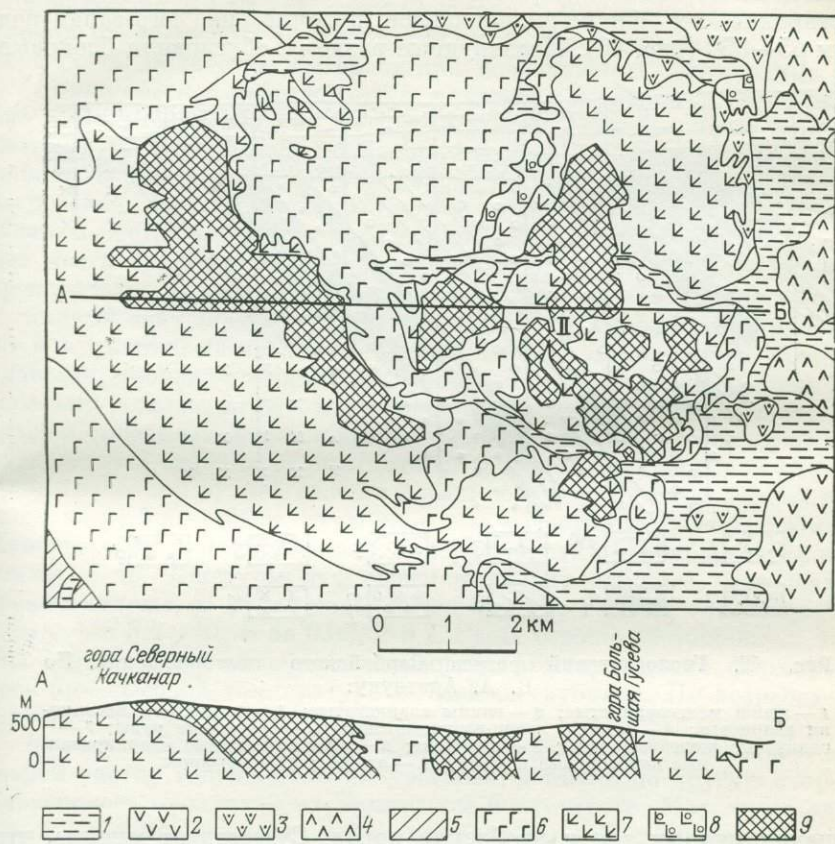 I
А
Б
II
0 1 2 км
гора Северный
Качканар
гора Боль-
шая Гусева
А
Б
м
500
0
1 2 3 4 5 6 7 8 9